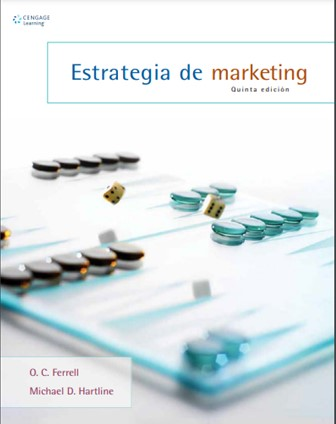 CENGAGE
Learning
Estrategia de marketing
Quinta edición
O. C. Ferrell
Michael D. Hartline